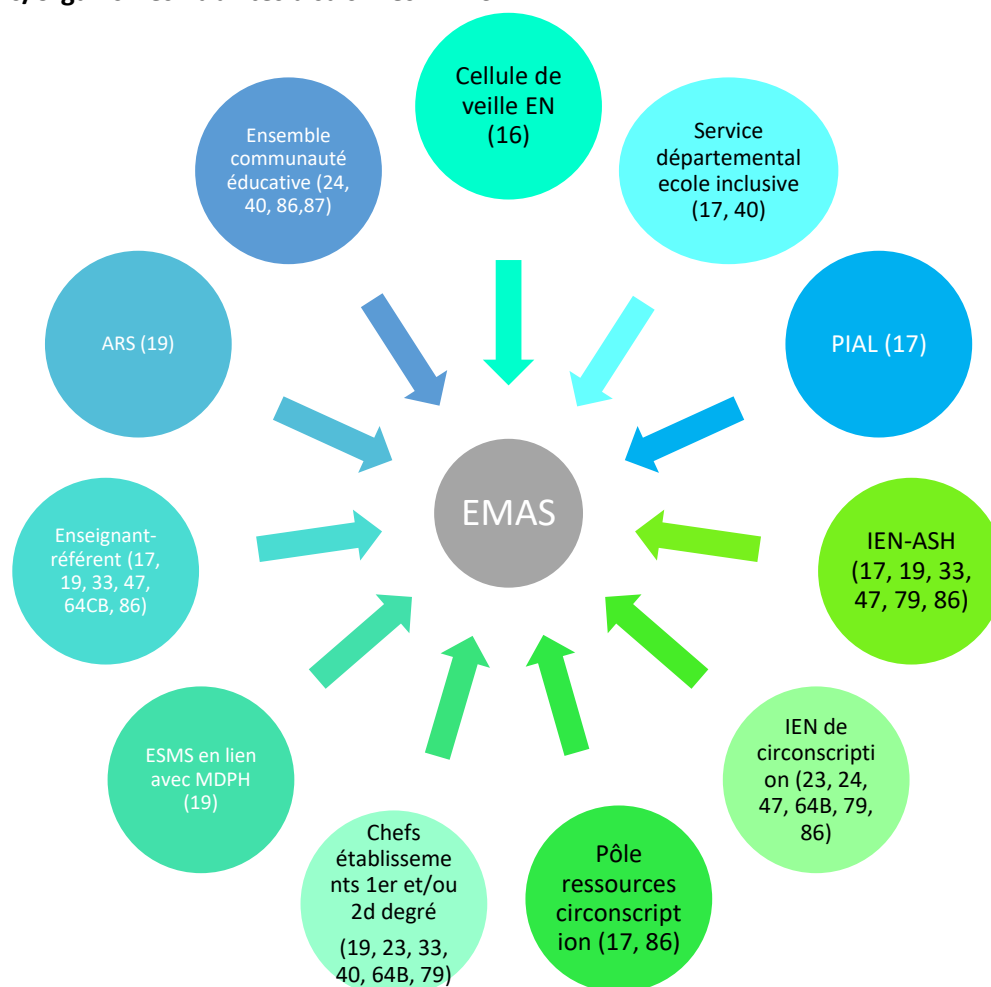 Cellule de
veille EN
(16)
Service
départemental
ecole inclusive
(17, 40)
PIAL (17)
IEN-ASH
(17, 19, 33,
47, 79, 86)
IEN de
circonscripti
on (23, 24,
47, 64B, 79,
86)
Pôle
ressources
circonscript
ion (17, 86)
Chefs
établisseme
nts 1er et/ou
2d degré
(19, 23, 33,
40, 64B, 79)
ESMS en lien
avec MDPH
(19)
Enseignant-
référent (17,
19, 33, 47,
64CB, 86)
ARS (19)
Ensemble
communauté
éducative (24,
40, 86,87)
EMAS